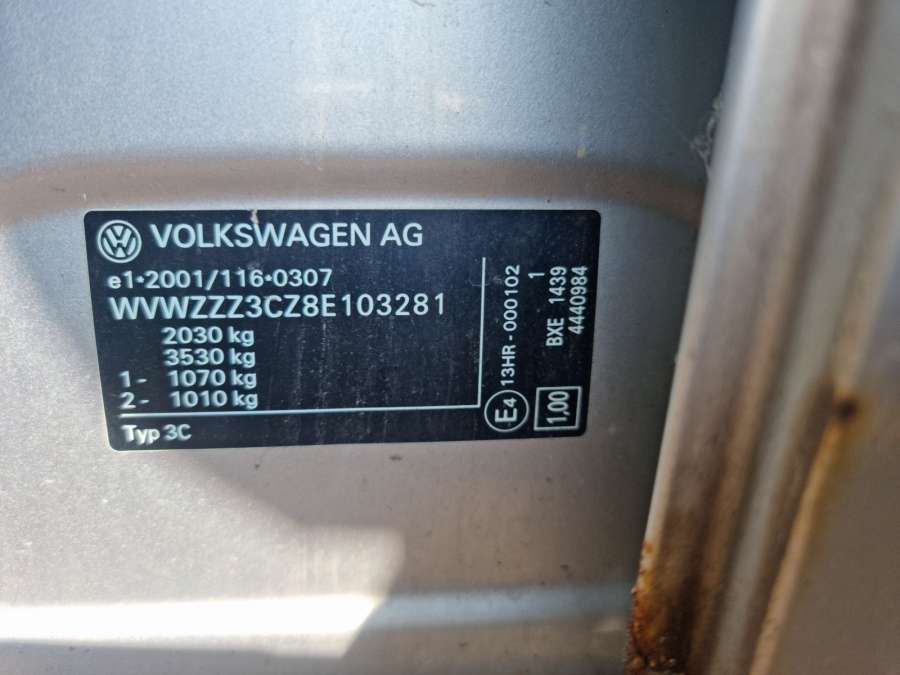 VOLKSWAGEN AG
e1*2001/116*0307
WVWZZZ3CZ8E103281
2030 kg
3530 kg
1- 1070 kg
2- 1010 kg
Typ 3C
E4 13HR-000102
BXE 1439 1
4440984
1,00